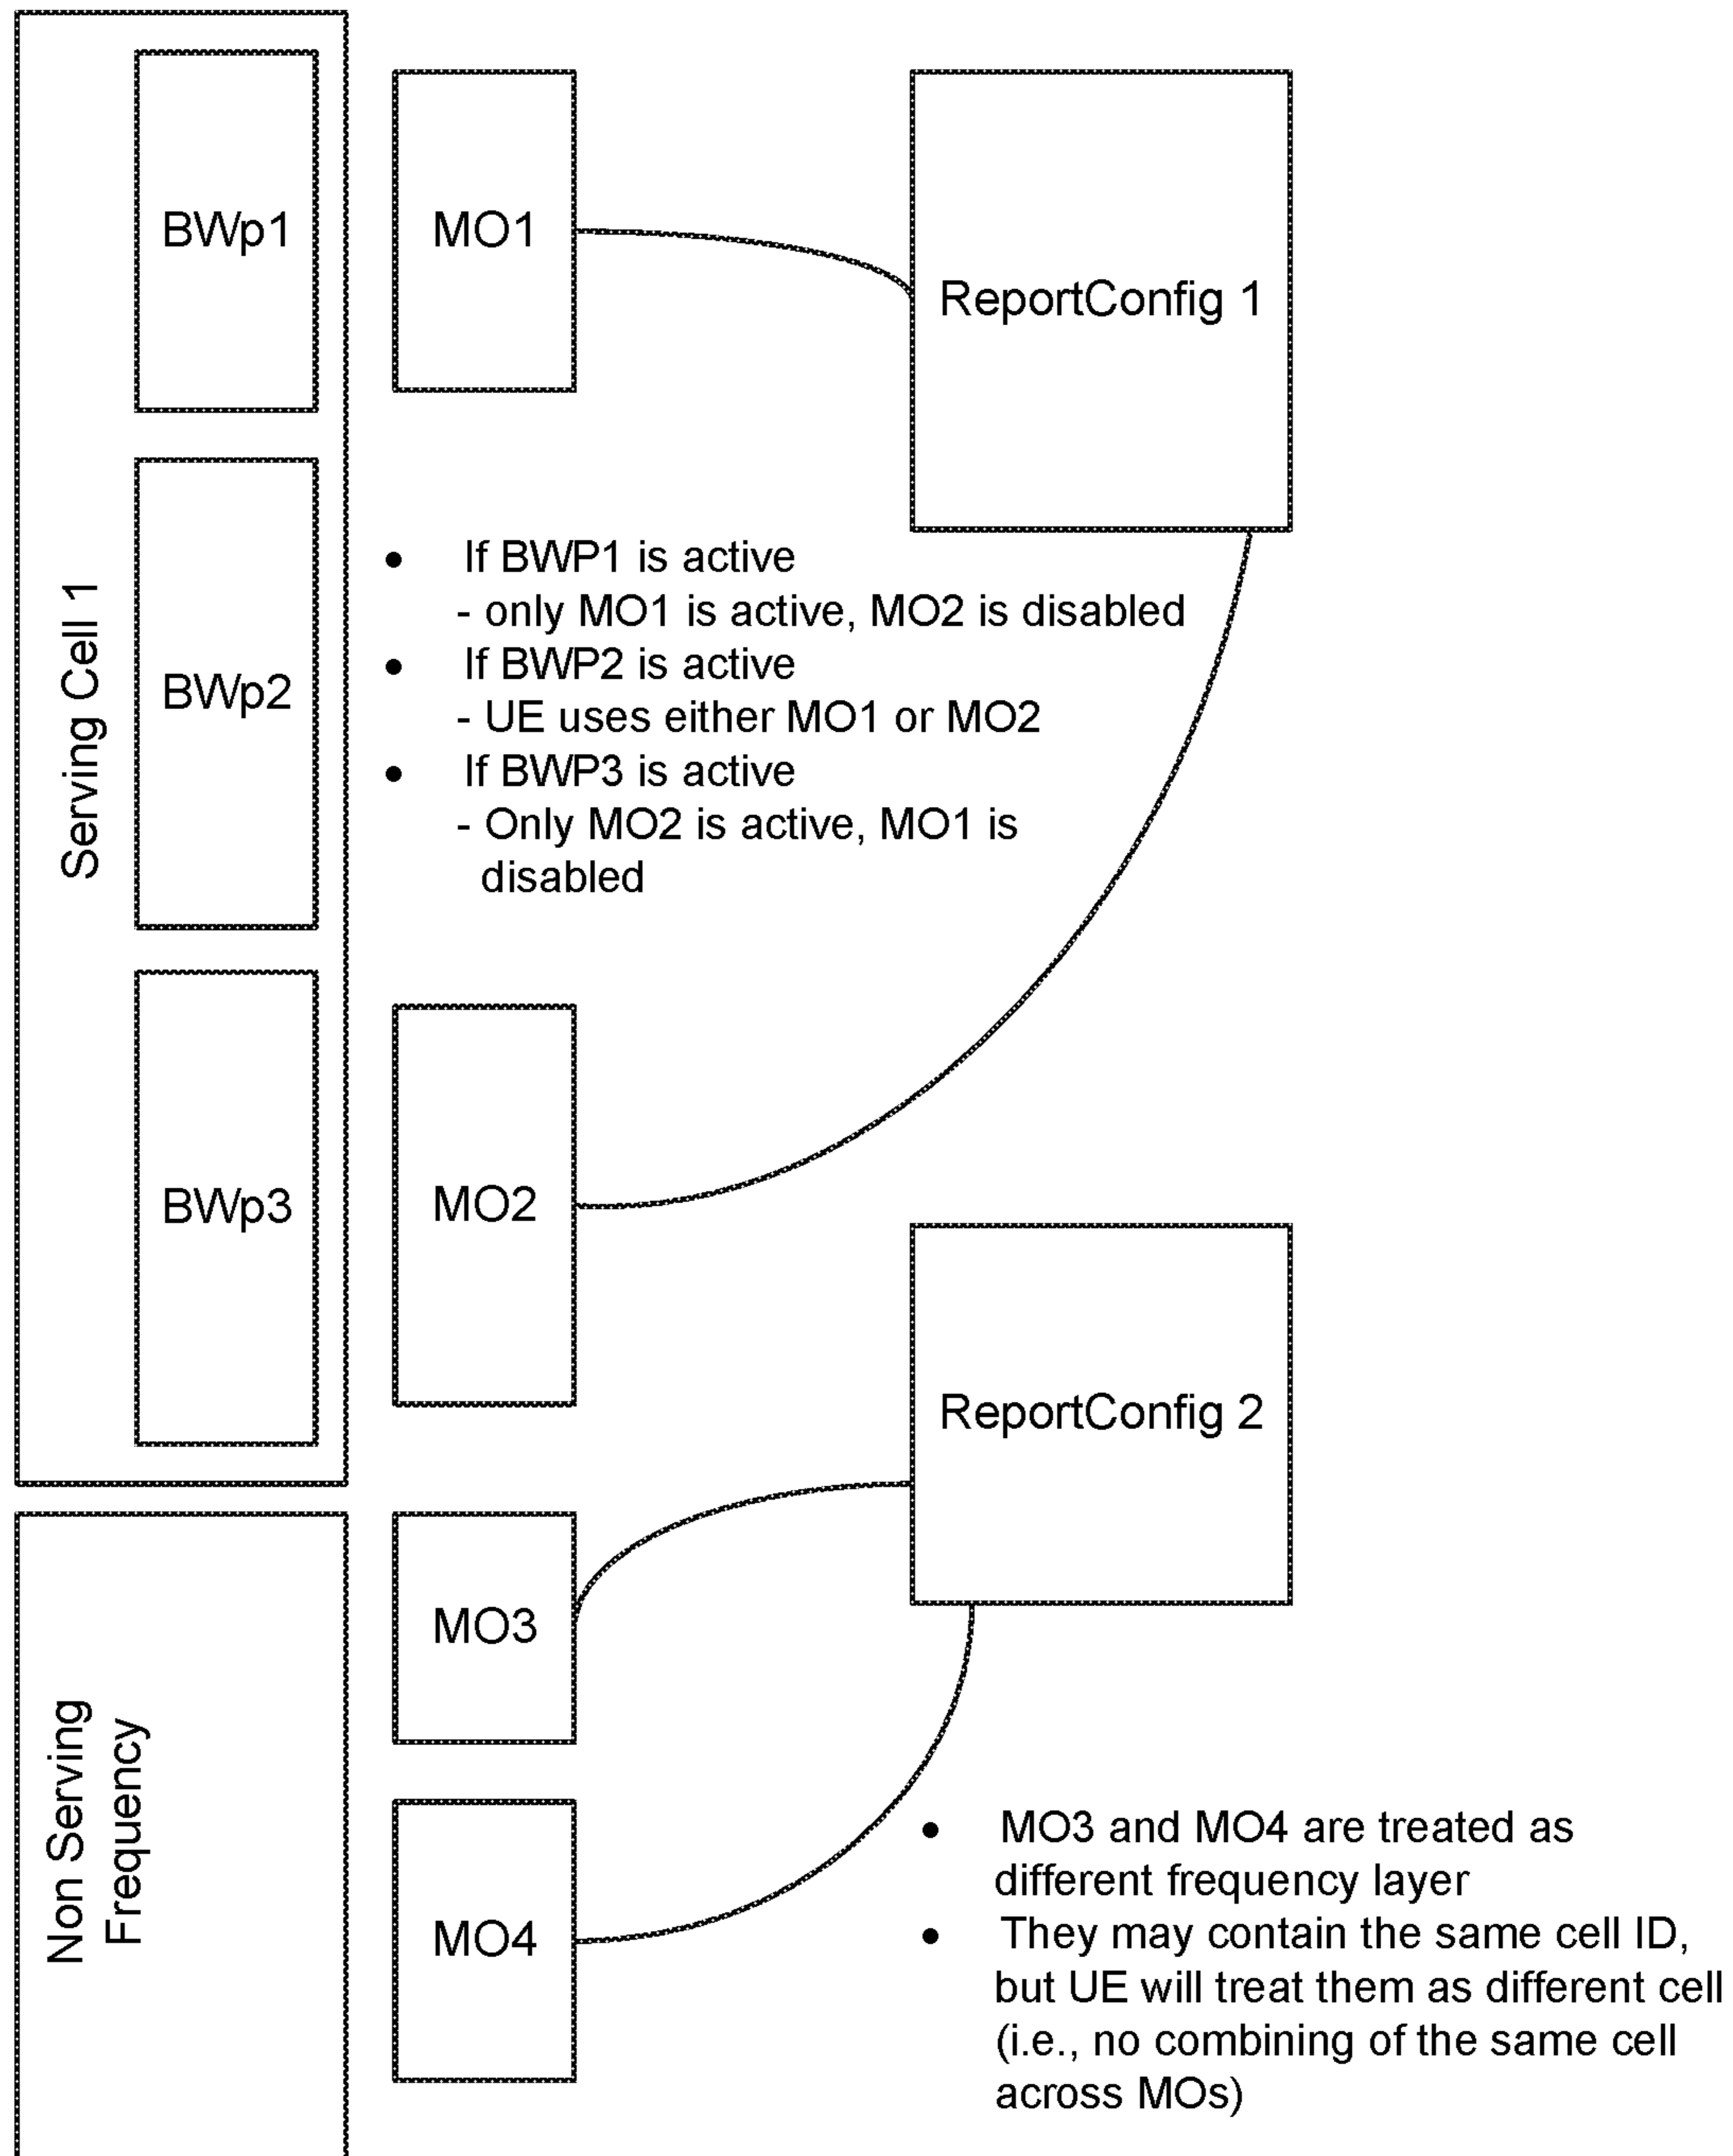 Serving Cell 1
BWp1
MO1
ReportConfig 1
BWp2
• If BWP1 is active
- only MO1 is active, MO2 is disabled
• If BWP2 is active
- UE uses either MO1 or MO2
• If BWP3 is active
- Only MO2 is active, MO1 is
disabled
BWp3
MO2
ReportConfig 2
Non Serving
Frequency
MO3
MO4
• MO3 and MO4 are treated as
different frequency layer
• They may contain the same cell ID,
but UE will treat them as different cell
(i.e., no combining of the same cell
across MOs)